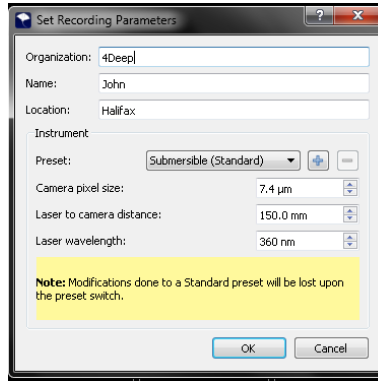 Set Recording Parameters
Organization: 4Deep
Name: John
Location: Halifax
Instrument
Preset: Submersible (Standard)
Camera pixel size: 7.4 µm
Laser to camera distance: 150.0 mm
Laser wavelength: 360 nm
Note: Modifications done to a Standard preset will be lost upon
the preset switch.
OK Cancel